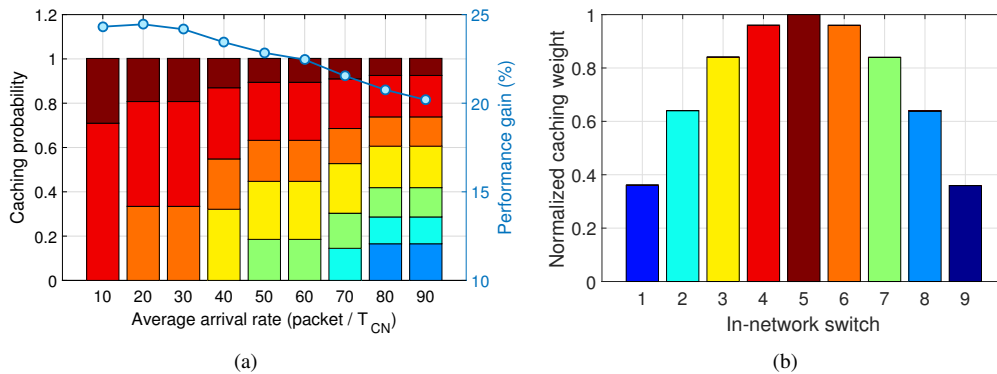 1.2
1
0.8
0.6
0.4
0.2
0
Caching probability
10 20 30 40 50 60 70 80 90
Average arrival rate (packet / T_CN)
25
20
15
10
Performance gain (%)
(a)
1
0.8
0.6
0.4
0.2
0
Normalized caching weight
1 2 3 4 5 6 7 8 9
In-network switch
(b)